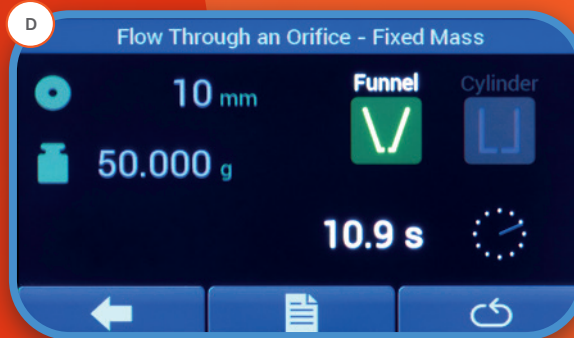 D
Flow Through an Orifice - Fixed Mass
10 mm
Funnel
Cylinder
50.000 g
10.9 s